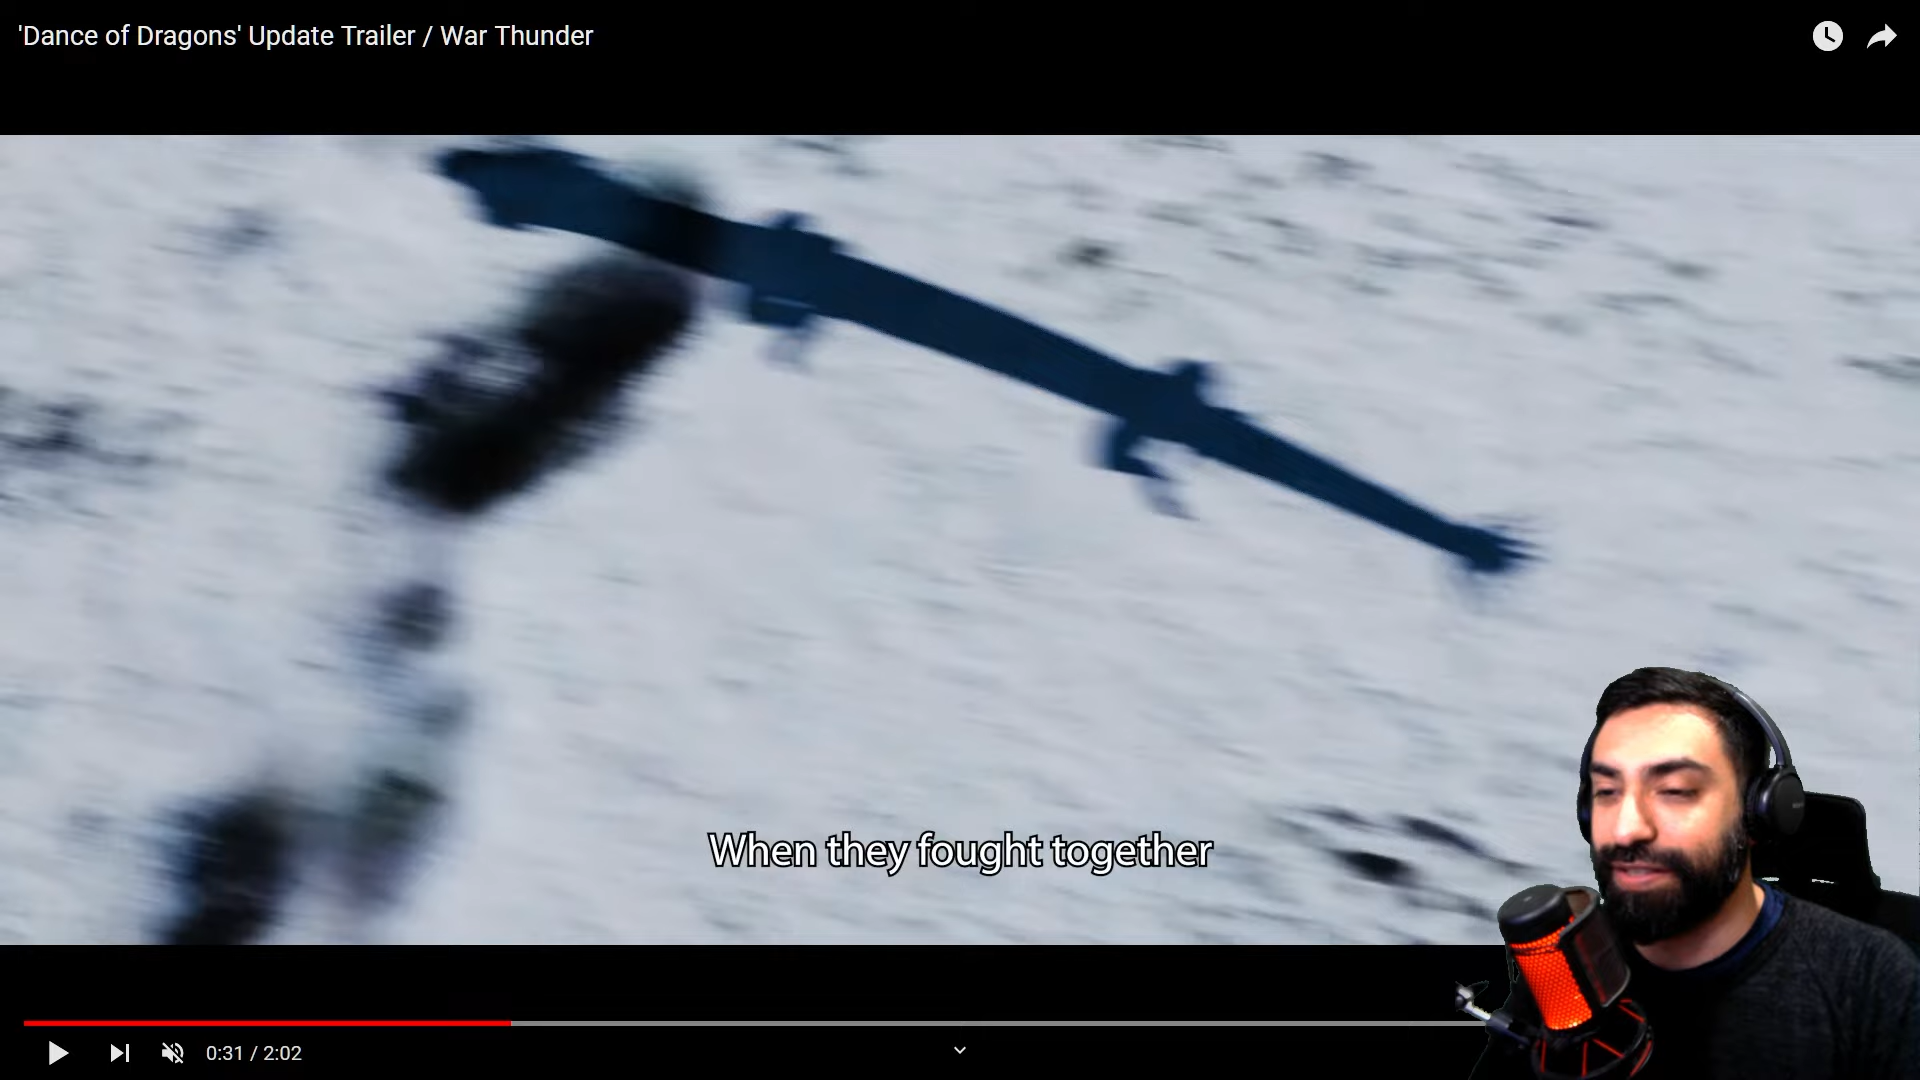 'Dance of Dragons' Update Trailer / War Thunder
When they fought together
0:31 / 2:02